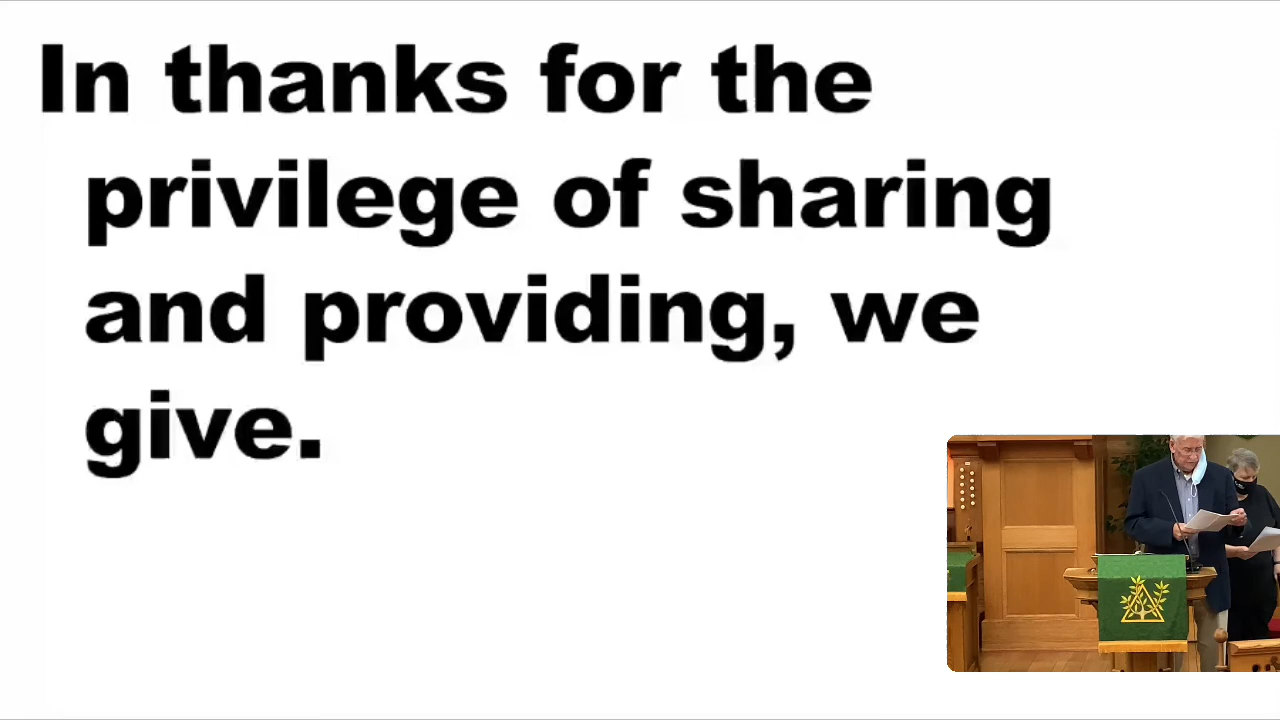 In thanks for the
privilege of sharing
and providing, we
give.